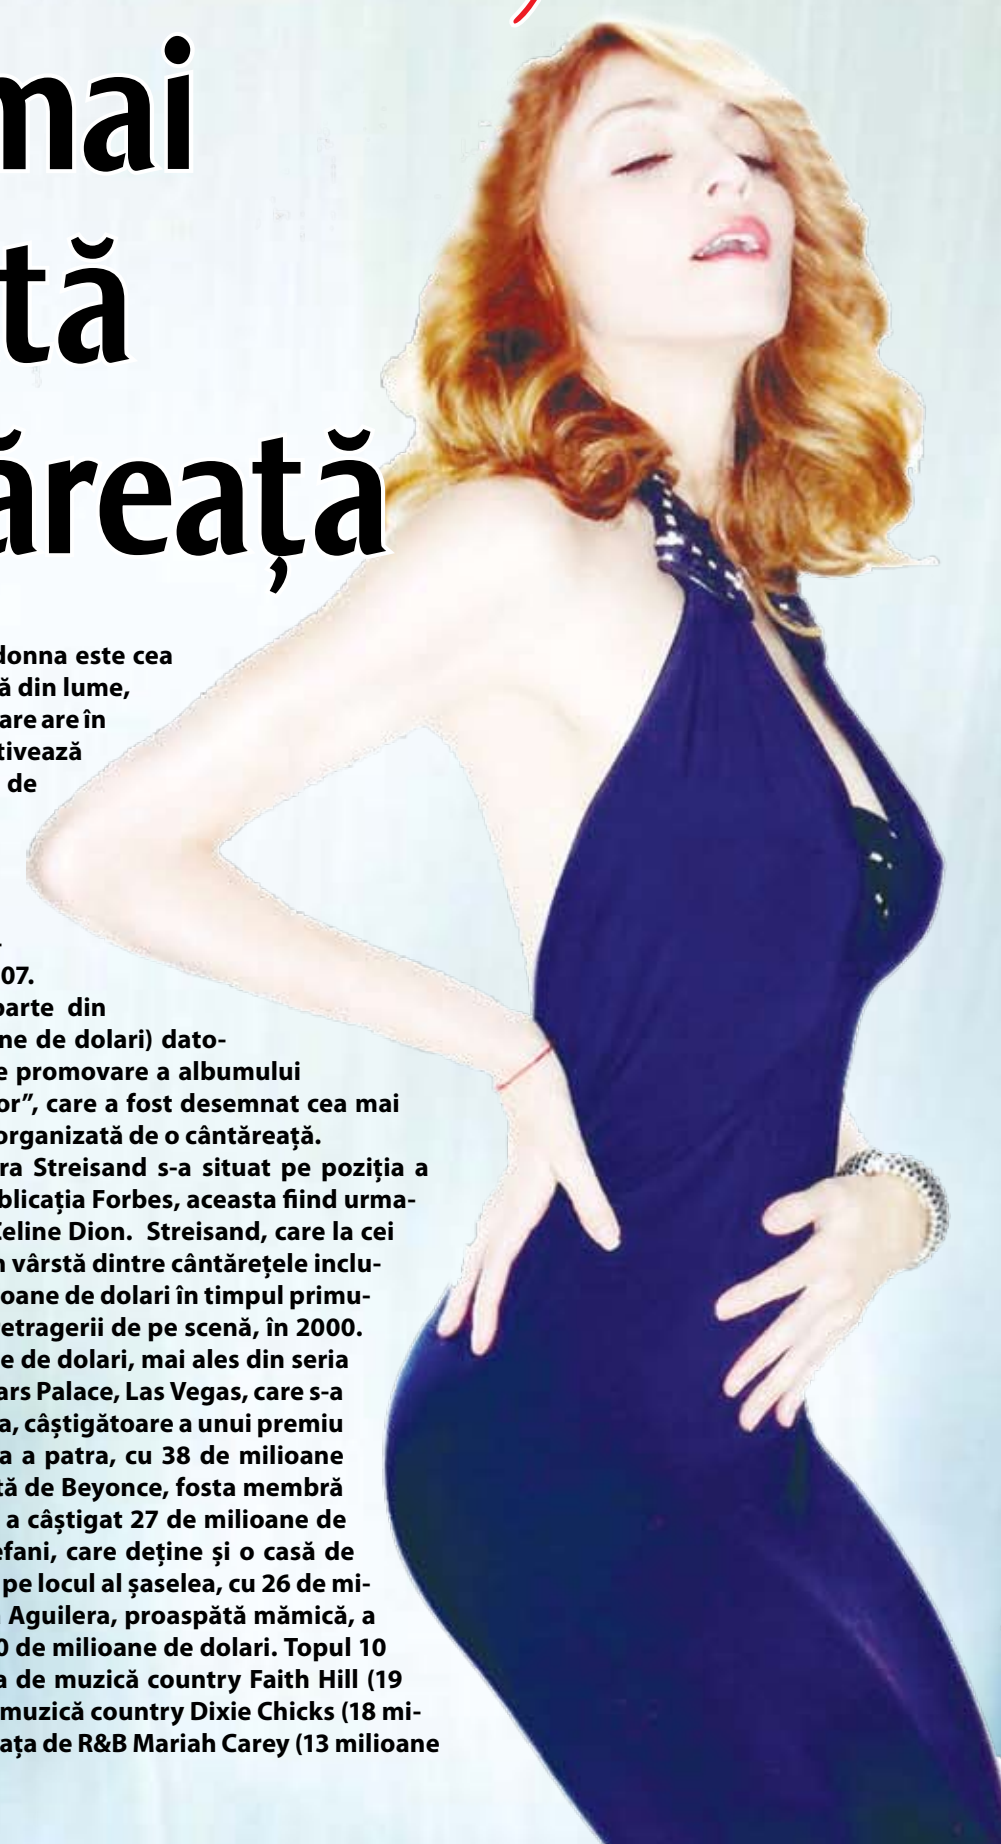 mai
tă
ăreață
donna este cea
ă din lume,
are are în
tivează
de
07.
parte din
ne de dolari) dato-
e promovare a albumului
or”, care a fost desemnat cea mai
organizată de o cântăreață.
ra Streisand s-a situat pe poziția a
blicația Forbes, aceasta fiind urma-
Celine Dion. Streisand, care la cei
n vârstă dintre cântărețele inclu-
oane de dolari în timpul primu-
retragerii de pe scenă, în 2000.
e de dolari, mai ales din seria
ars Palace, Las Vegas, care s-a
a, câștigătoare a unui premiu
a a patra, cu 38 de milioane
tă de Beyonce, fosta membră
a câștigat 27 de milioane de
efani, care deține și o casă de
pe locul al șaselea, cu 26 de mi-
a Aguilera, proaspătă mămică, a
0 de milioane de dolari. Topul 10
a de muzică country Faith Hill (19
muzică country Dixie Chicks (18 mi-
ața de R&B Mariah Carey (13 milioane